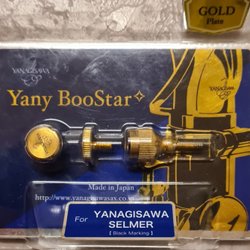 GOLD
Plate
YANAGISAWA
Yany BooStar
Made in Japan
http://www.yanagisawasax.co.jp
For YANAGISAWA
SELMER
[ Black Marking ]